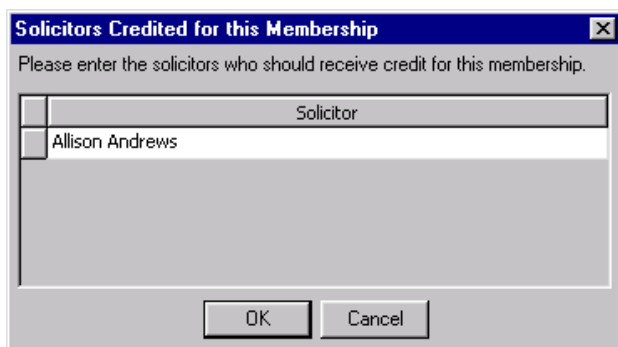 Solicitors Credited for this Membership
Please enter the solicitors who should receive credit for this membership.
Solicitor
Allison Andrews
OK
Cancel